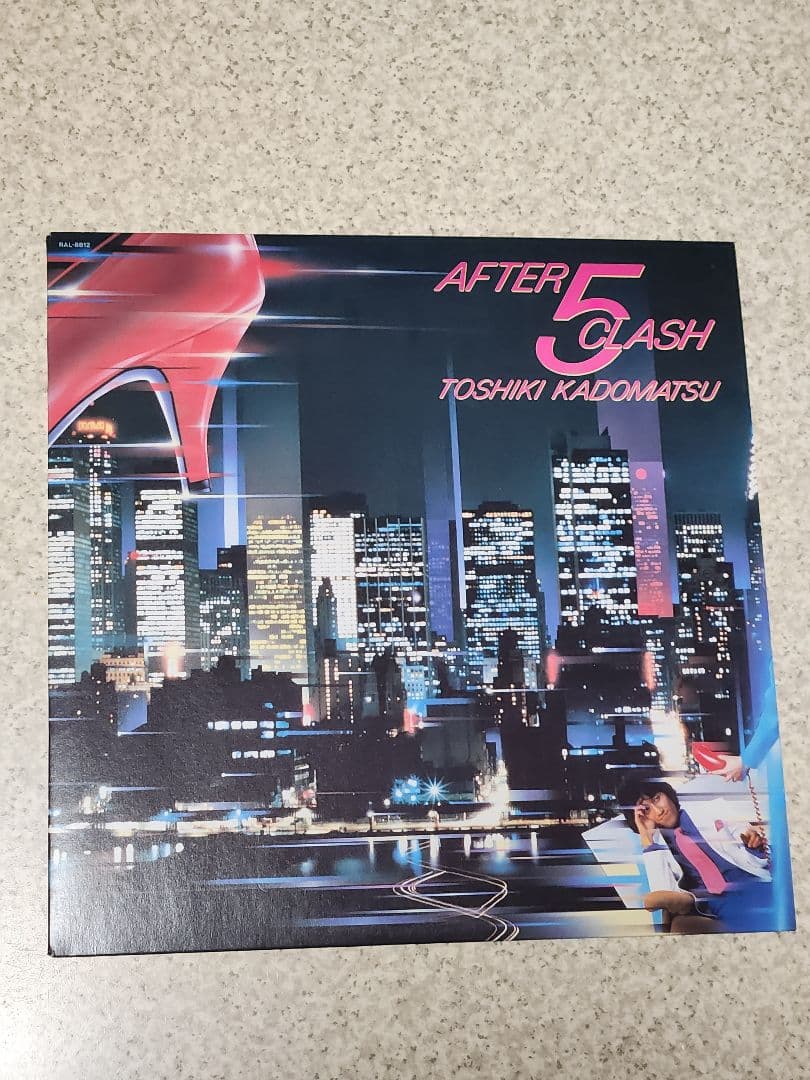 RAL-8812
AFTER 5 CLASH
TOSHIKI KADOMATSU